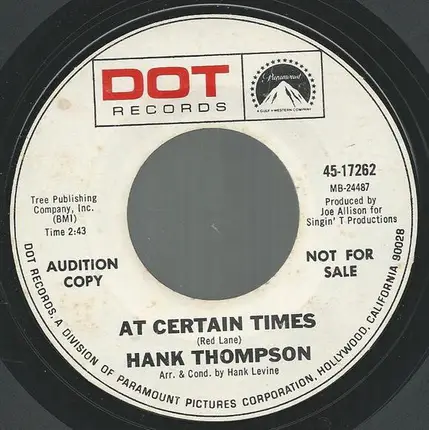 DOT
RECORDS
Paramount
A GULF+WESTERN COMPANY
45-17262
MB-24487
Produced by
Joe Allison for
Singin' T Productions
Tree Publishing
Company, Inc.
(BMI)
Time 2:43
AUDITION
COPY
NOT FOR
SALE
AT CERTAIN TIMES
(Red Lane)
HANK THOMPSON
Arr. & Cond. by Hank Levine
DOT RECORDS, A DIVISION OF PARAMOUNT PICTURES CORPORATION, HOLLYWOOD, CALIFORNIA 90028